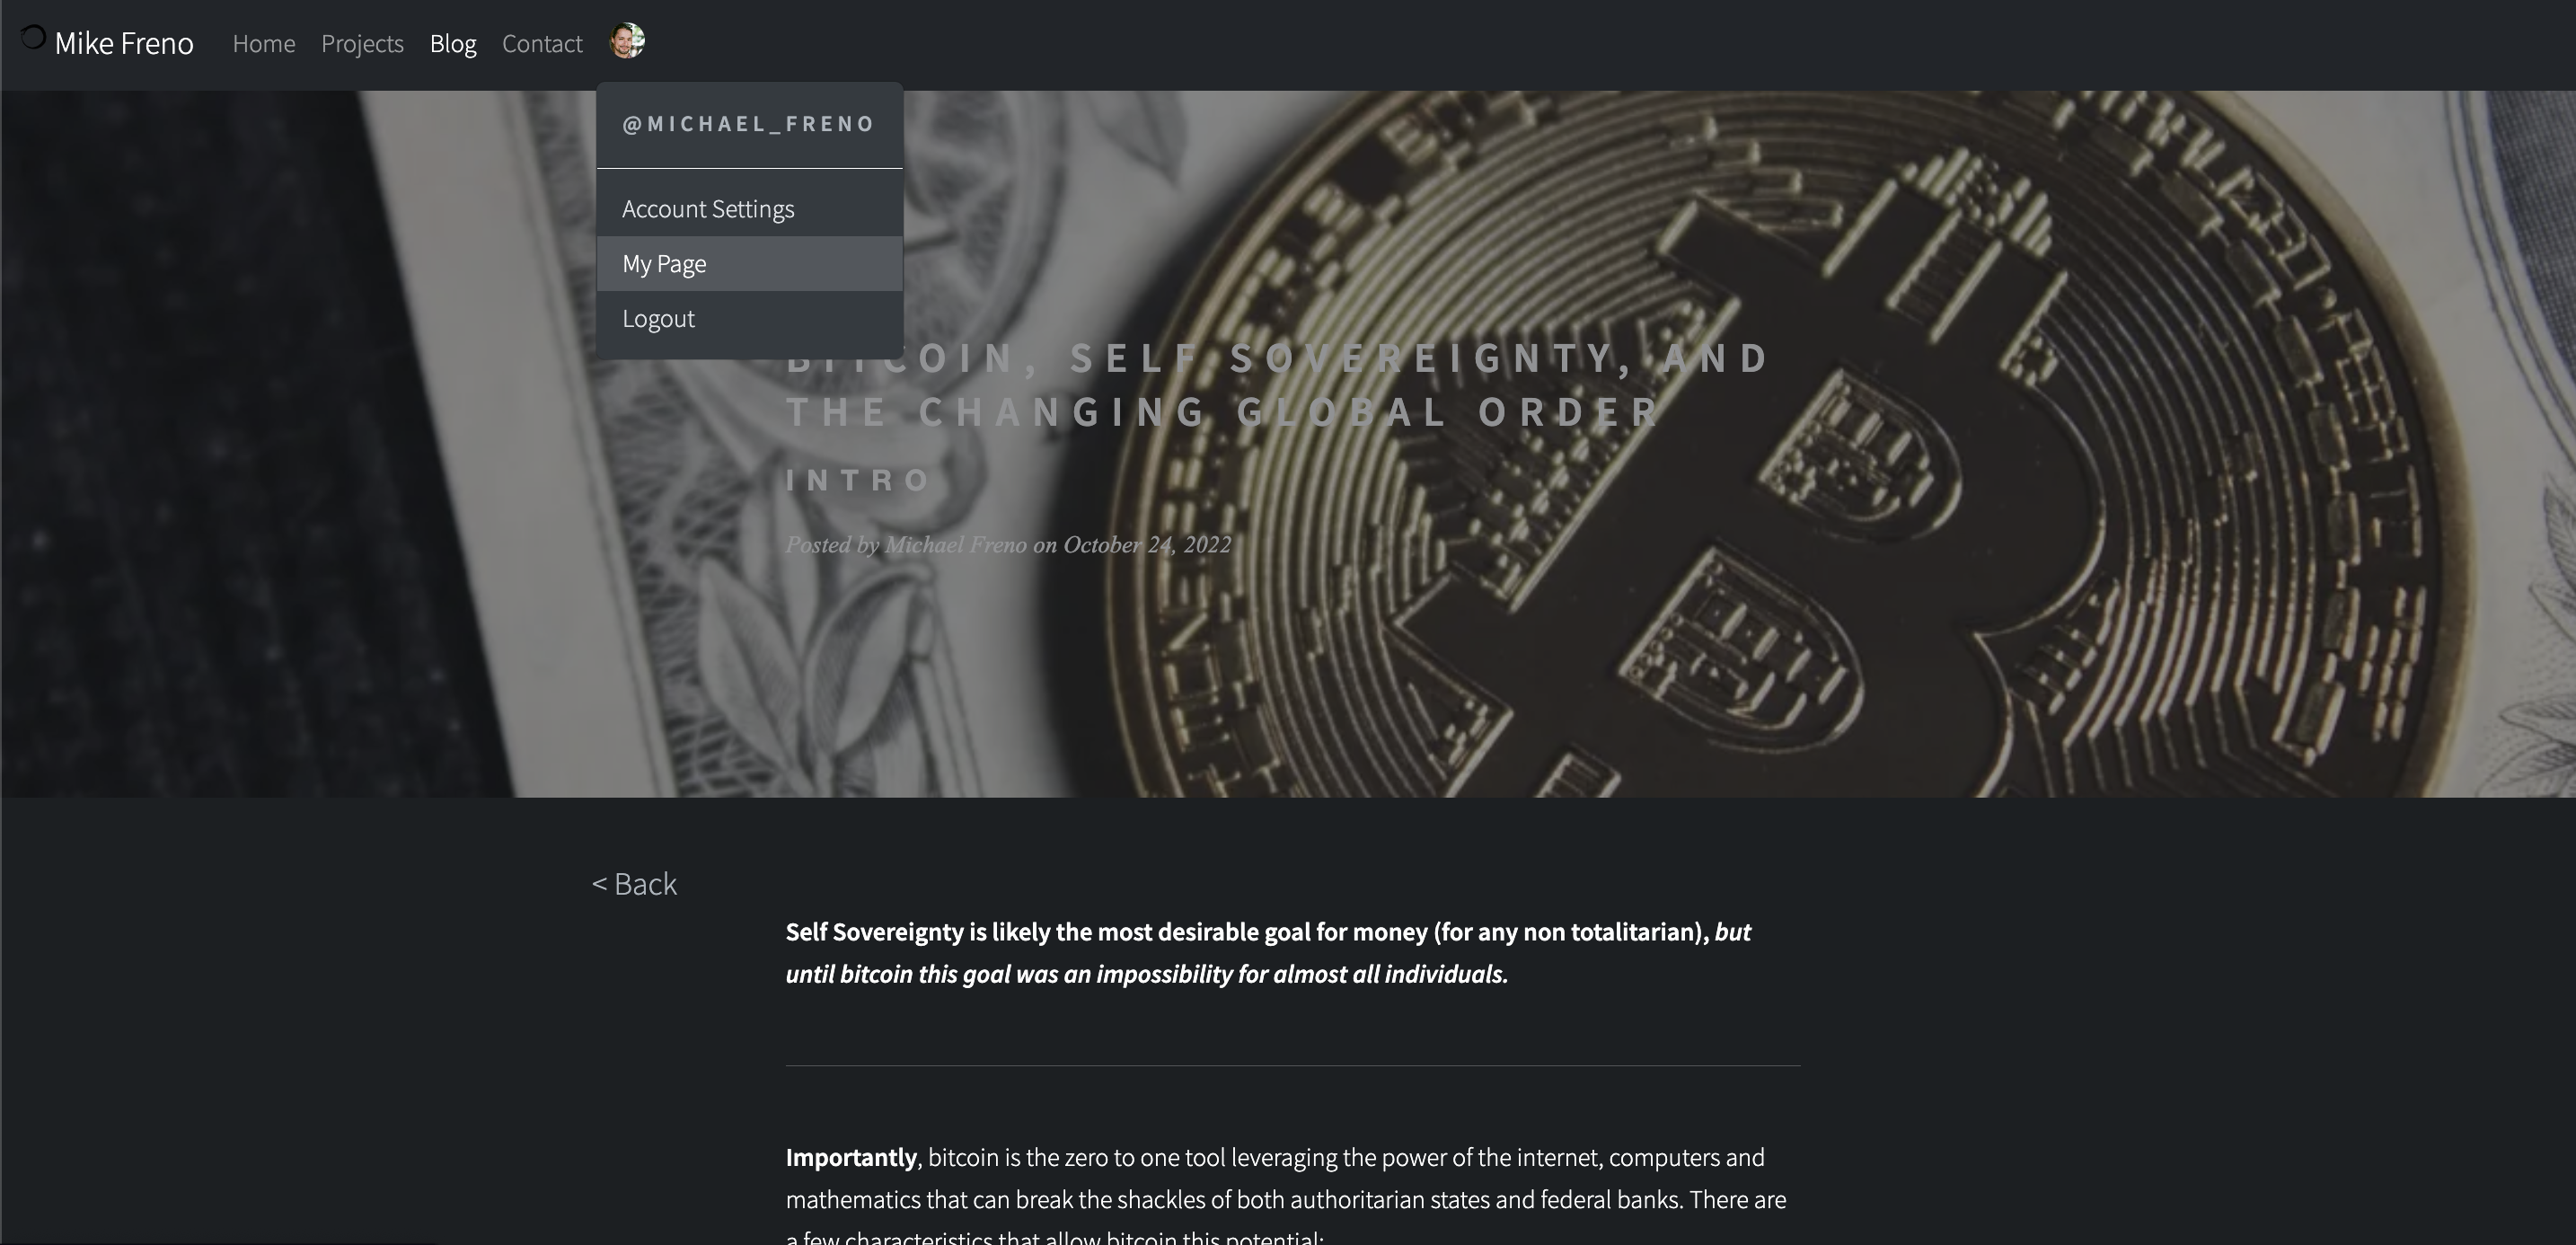 Mike Freno
Home
Projects
Blog
Contact
@MICHAEL_FRENO
Account Settings
My Page
Logout
BITCOIN, SELF SOVEREIGNTY, AND
THE CHANGING GLOBAL ORDER
INTRO
Posted by Michael Freno on October 24, 2022
< Back
Self Sovereignty is likely the most desirable goal for money (for any non totalitarian), but
until bitcoin this goal was an impossibility for almost all individuals.
Importantly, bitcoin is the zero to one tool leveraging the power of the internet, computers and
mathematics that can break the shackles of both authoritarian states and federal banks. There are
a few characteristics that allow bitcoin this potential: